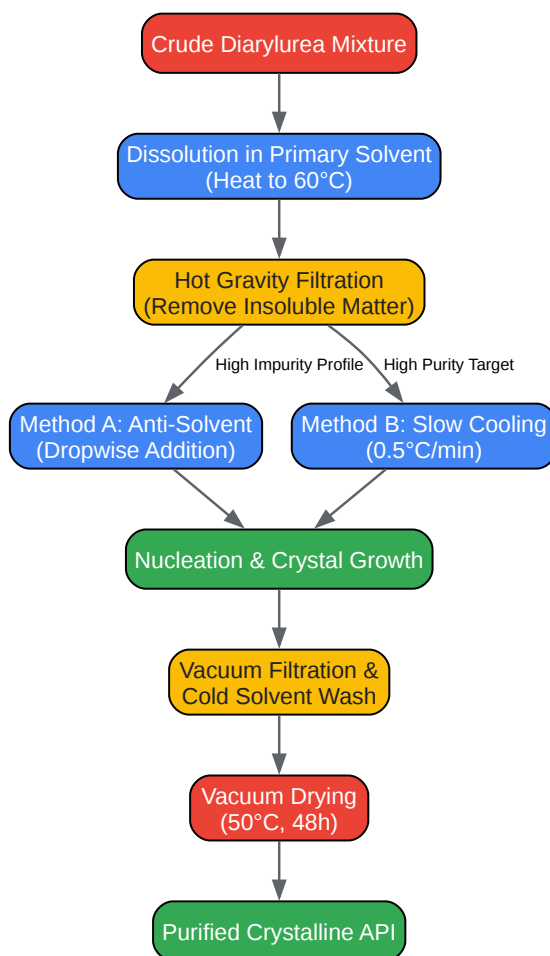 Crude Diarylurea Mixture
Dissolution in Primary Solvent
(Heat to 60°C)
Hot Gravity Filtration
(Remove Insoluble Matter)
High Impurity Profile
High Purity Target
Method A: Anti-Solvent
(Dropwise Addition)
Method B: Slow Cooling
(0.5°C/min)
Nucleation & Crystal Growth
Vacuum Filtration &
Cold Solvent Wash
Vacuum Drying
(50°C, 48h)
Purified Crystalline API